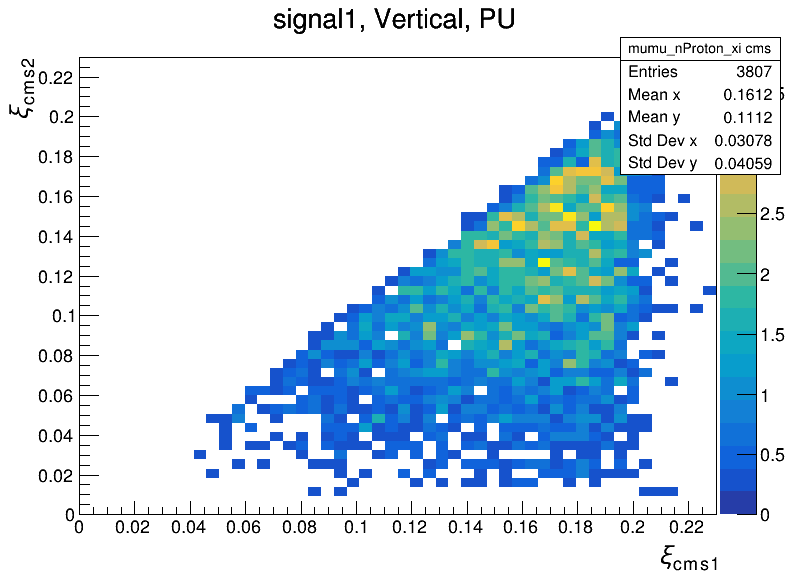 signal1, Vertical, PU
mumu_nProton_xi cms
Entries 3807
Mean x 0.1612
Mean y 0.1112
Std Dev x 0.03078
Std Dev y 0.04059
ξcms2
0.22
0.2
0.18
0.16
0.14
0.12
0.1
0.08
0.06
0.04
0.02
0
5
2.5
2
1.5
1
0.5
0
0 0.02 0.04 0.06 0.08 0.1 0.12 0.14 0.16 0.18 0.2 0.22
ξcms1